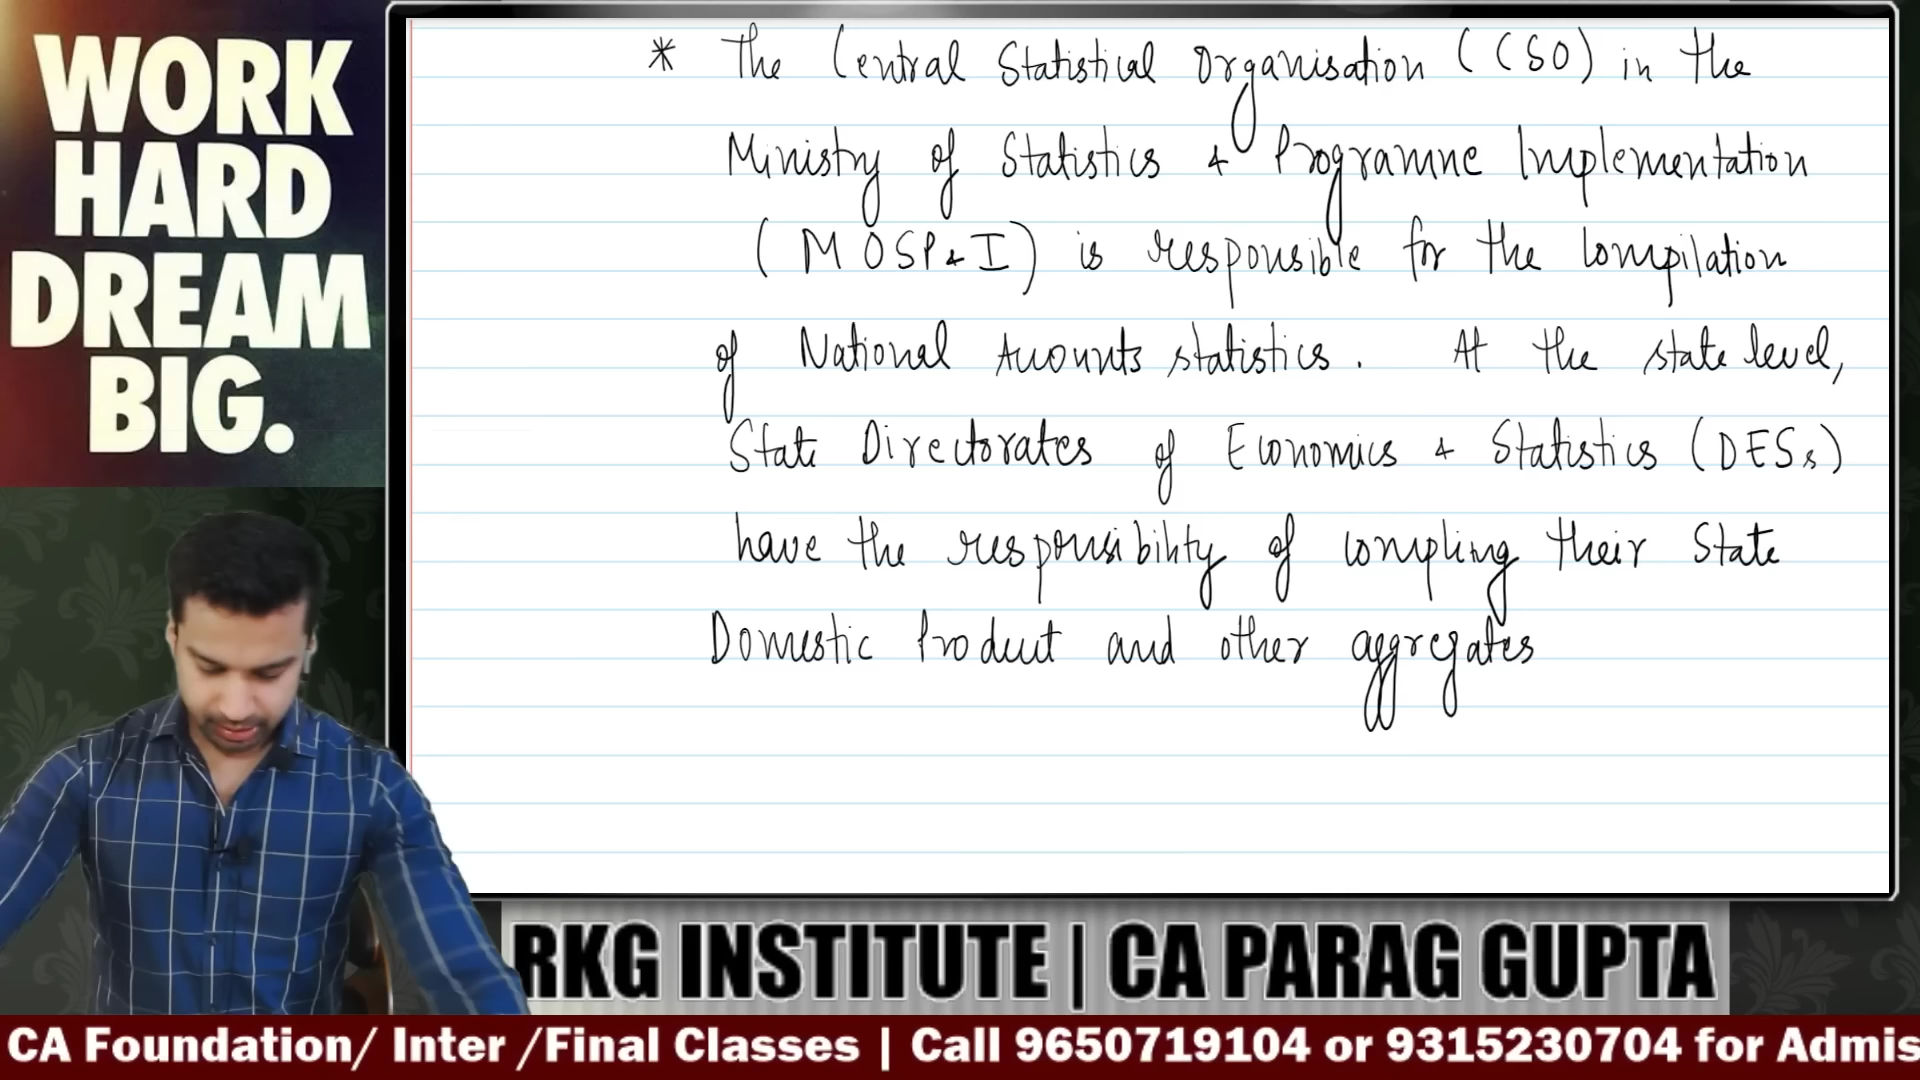 WORK
HARD
DREAM
BIG.
* The Central Statistical Organisation (CSO) in the
Ministry of Statistics & Programme Implementation
(MOSP&I) is responsible for the compilation
of National Accounts statistics. At the state level,
State Directorates of Economics & Statistics (DESs)
have the responsibility of compling their State
Domestic Product and other aggregates
RKG INSTITUTE | CA PARAG GUPTA
CA Foundation/ Inter /Final Classes | Call 9650719104 or 9315230704 for Admis